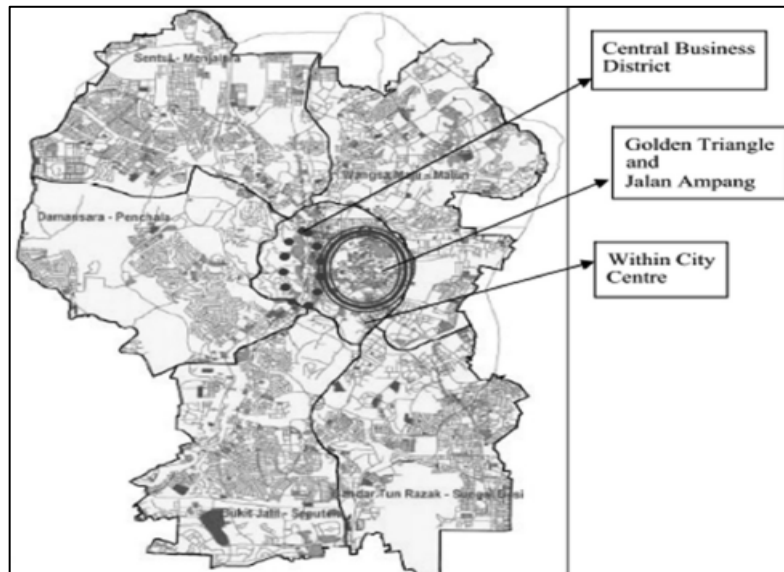 Sentul - Menjalara
Wangsa Maju - Maluri
Damansara - Penchala
Bandar Tun Razak - Sungai Besi
Bukit Jalil - Seputeh
Central Business
District
Golden Triangle
and
Jalan Ampang
Within City
Centre